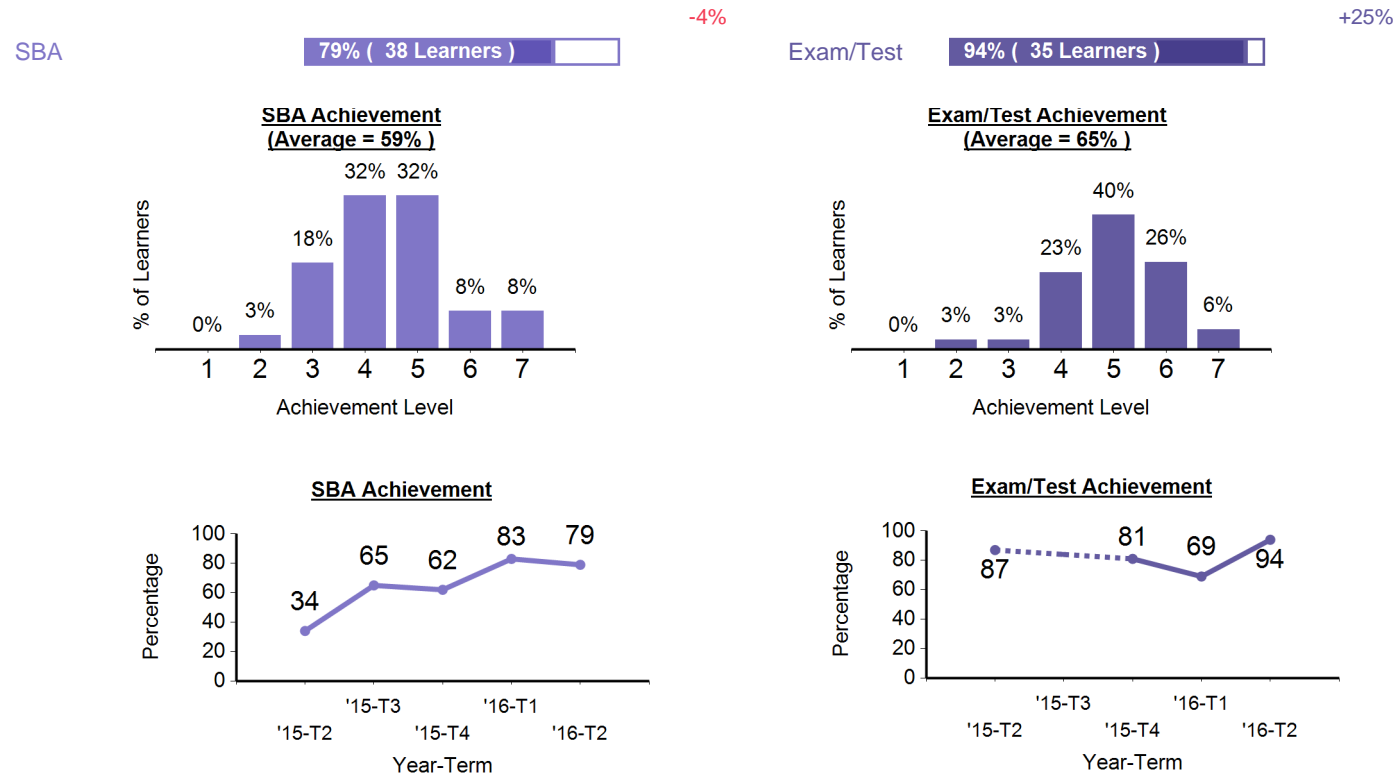 -4%
+25%
SBA
79% ( 38 Learners )
Exam/Test
94% ( 35 Learners )
SBA Achievement
(Average = 59% )
32% 32%
18%
8% 8%
3%
0%
% of Learners
1 2 3 4 5 6 7
Achievement Level
Exam/Test Achievement
(Average = 65% )
40%
26%
23%
6%
3% 3%
0%
% of Learners
1 2 3 4 5 6 7
Achievement Level
SBA Achievement
100
80
60
40
20
0
Percentage
34
65
62
83
79
'15-T3 '16-T1
'15-T2 '15-T4 '16-T2
Year-Term
Exam/Test Achievement
100
80
60
40
20
0
Percentage
87
81
69
94
'15-T3 '16-T1
'15-T2 '15-T4 '16-T2
Year-Term